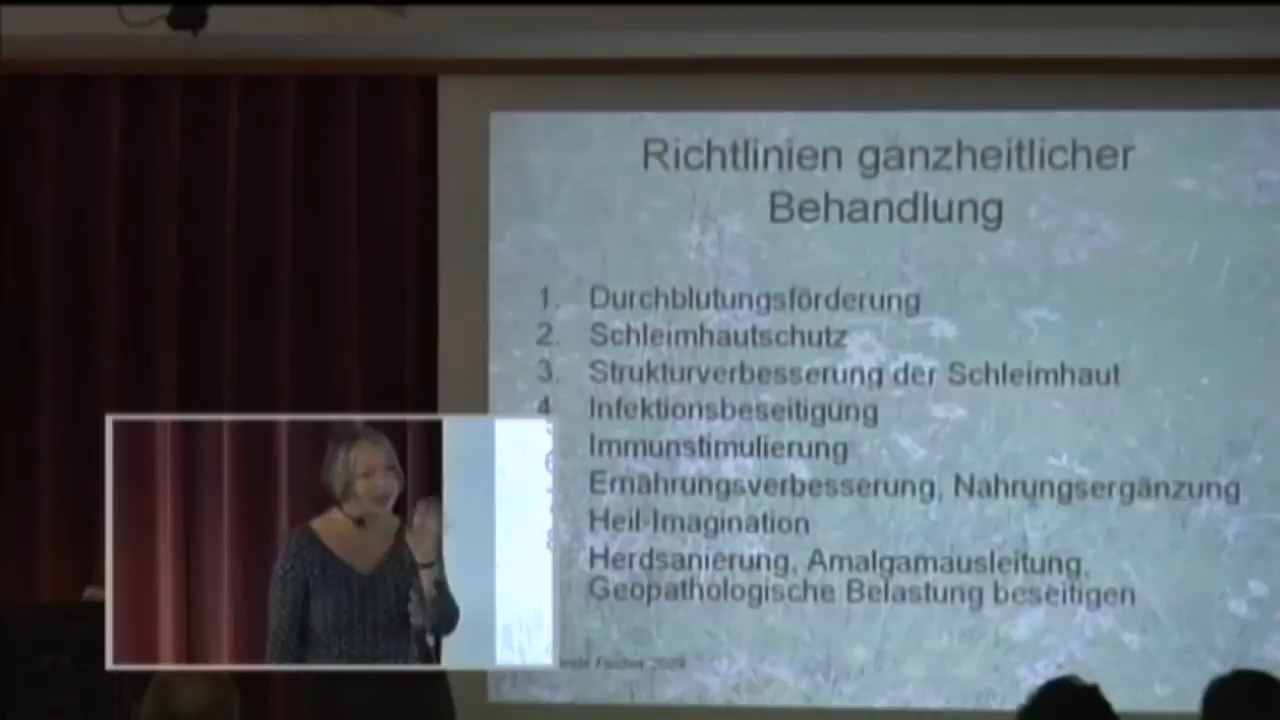 Richtlinien ganzheitlicher
Behandlung
1. Durchblutungsförderung
2. Schleimhautschutz
3. Strukturverbesserung der Schleimhaut
4 Infektionsbeseitigung
Immunstimulierung
Ernährungsverbesserung, Nahrungsergänzung
Heil-Imagination
Herdsanierung, Amalgamausleitung,
Geopathologische Belastung beseitigen